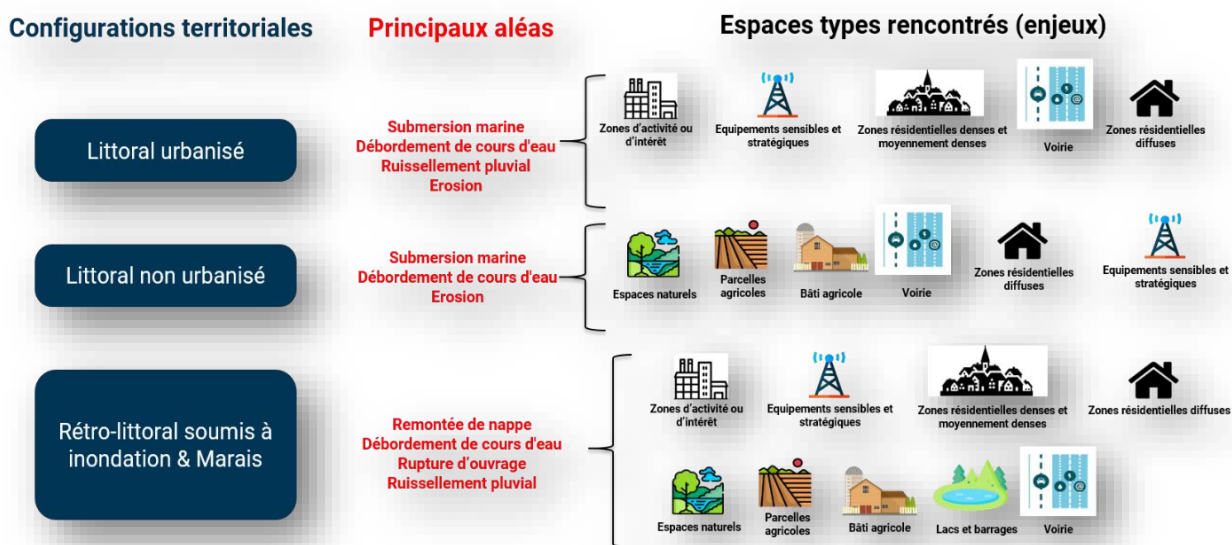 Configurations territoriales
Principaux aléas
Espaces types rencontrés (enjeux)
Littoral urbanisé
Submersion marine
Débordement de cours d'eau
Ruissellement pluvial
Erosion
Zones d'activité ou
d'intérêt
Equipements sensibles et
stratégiques
Zones résidentielles denses et
moyennement denses
Voirie
Zones résidentielles
diffuses
Littoral non urbanisé
Submersion marine
Débordement de cours d'eau
Erosion
Espaces naturels
Parcelles
agricoles
Bâti agricole
Voirie
Zones résidentielles
diffuses
Equipements sensibles et
stratégiques
Rétro-littoral soumis à
inondation & Marais
Remontée de nappe
Débordement de cours d'eau
Rupture d'ouvrage
Ruissellement pluvial
Zones d'activité ou
d'intérêt
Equipements sensibles et
stratégiques
Zones résidentielles denses et
moyennement denses
Zones résidentielles diffuses
Espaces naturels
Parcelles
agricoles
Bâti agricole
Lacs et barrages
Voirie